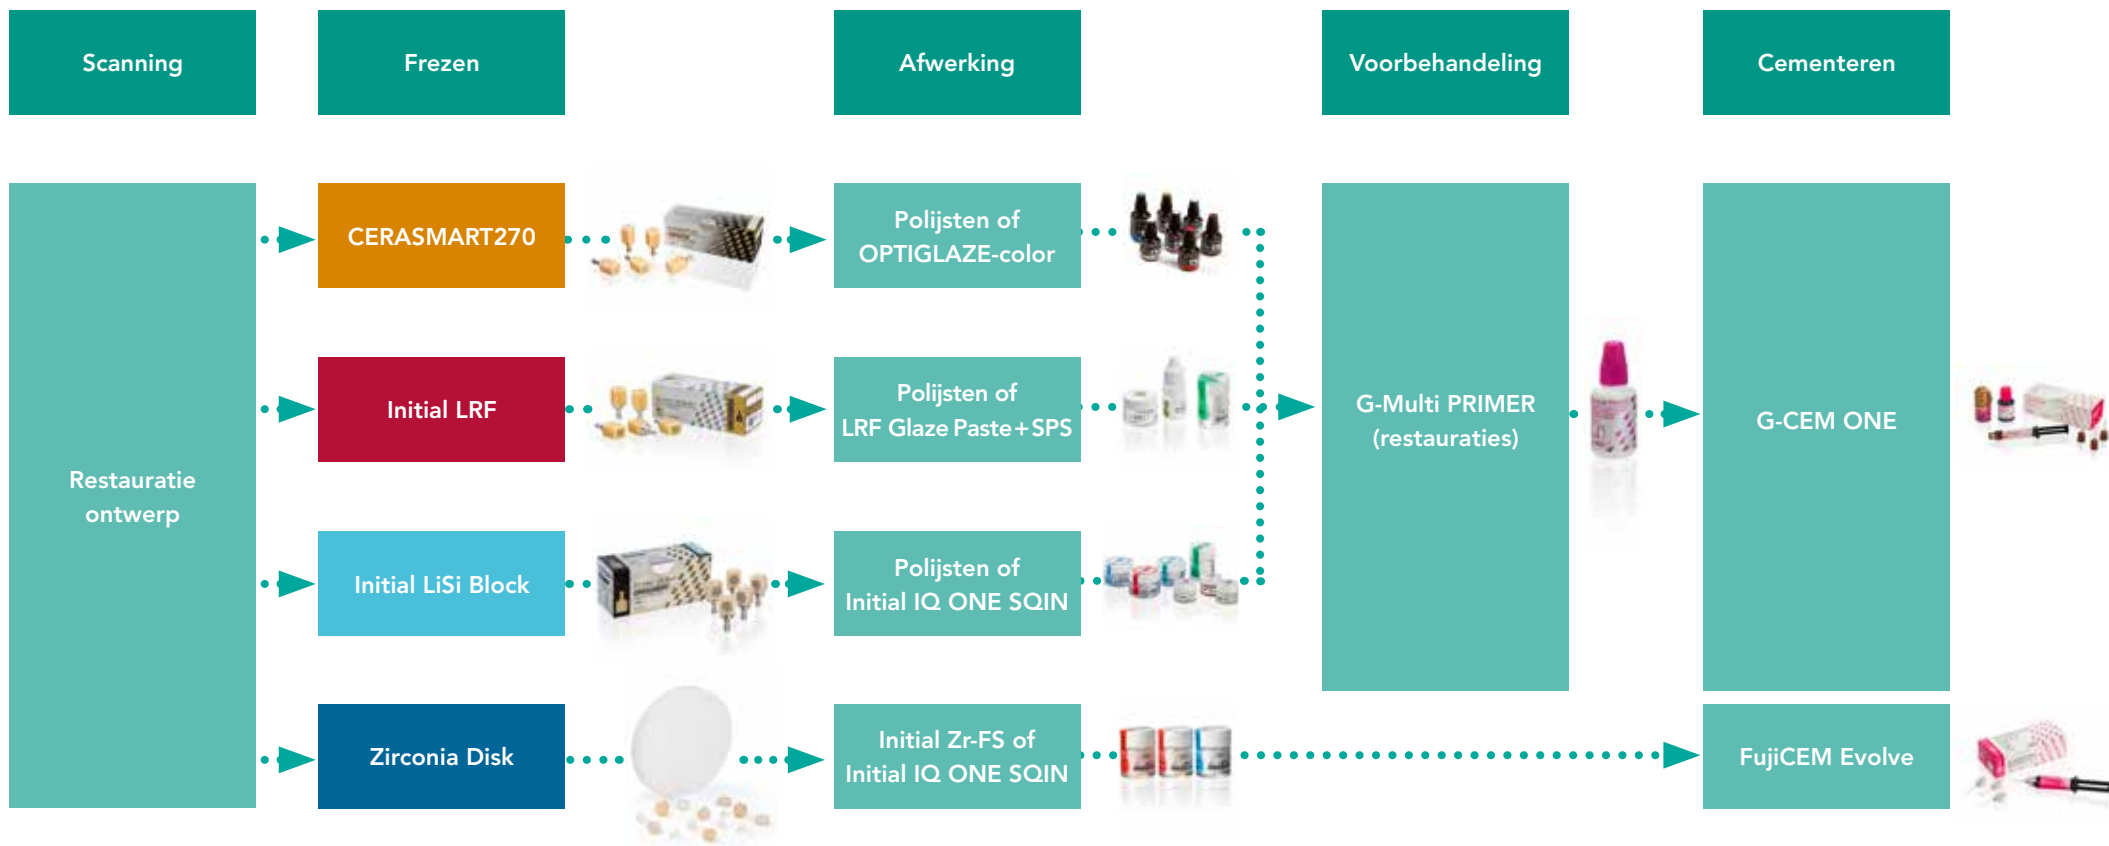 Scanning
Frezen
Afwerking
Voorbehandeling
Cementeren
Restauratie
ontwerp
CERASMART270
Polijsten of
OPTIGLAZE-color
Initial LRF
Polijsten of
LRF Glaze Paste+SPS
Initial LiSi Block
Polijsten of
Initial IQ ONE SQIN
Zirconia Disk
Initial Zr-FS of
Initial IQ ONE SQIN
G-Multi PRIMER
(restauraties)
G-CEM ONE
FujiCEM Evolve